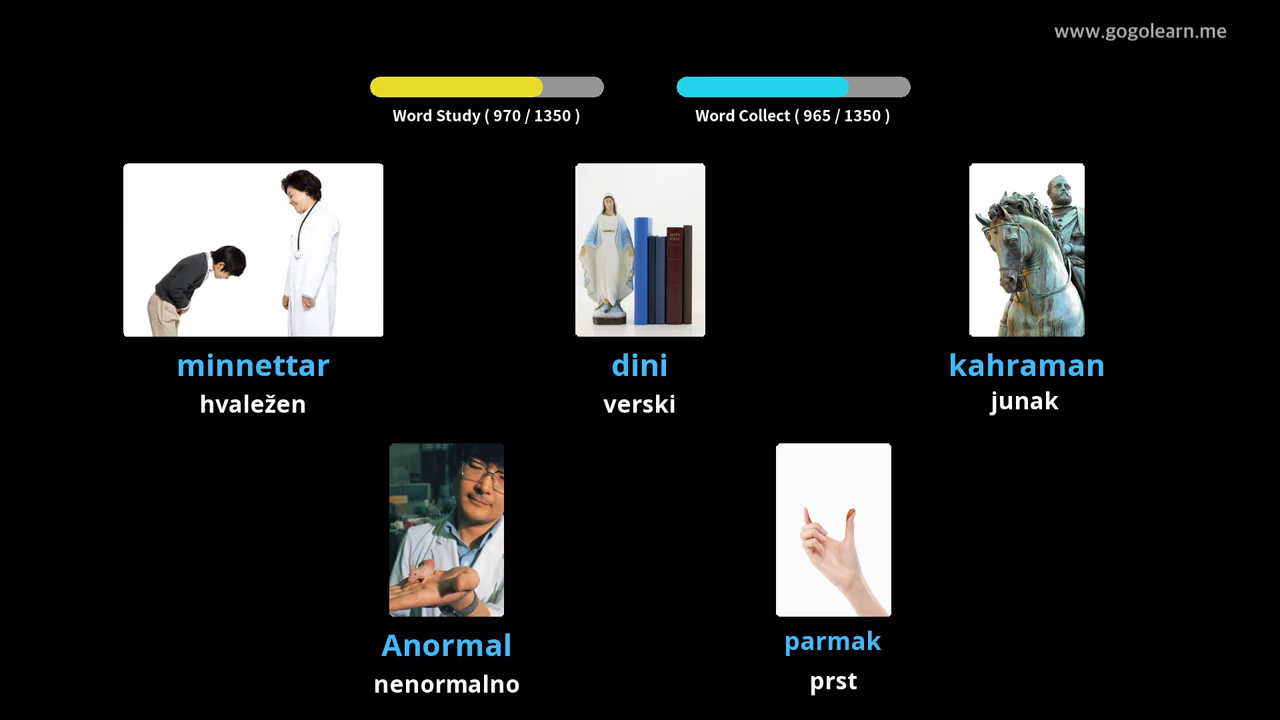 www.gogolearn.me
Word Study ( 970 / 1350 )
Word Collect ( 965 / 1350 )
minnettar
hvaležen
dini
verski
kahraman
junak
Anormal
nenormalno
parmak
prst